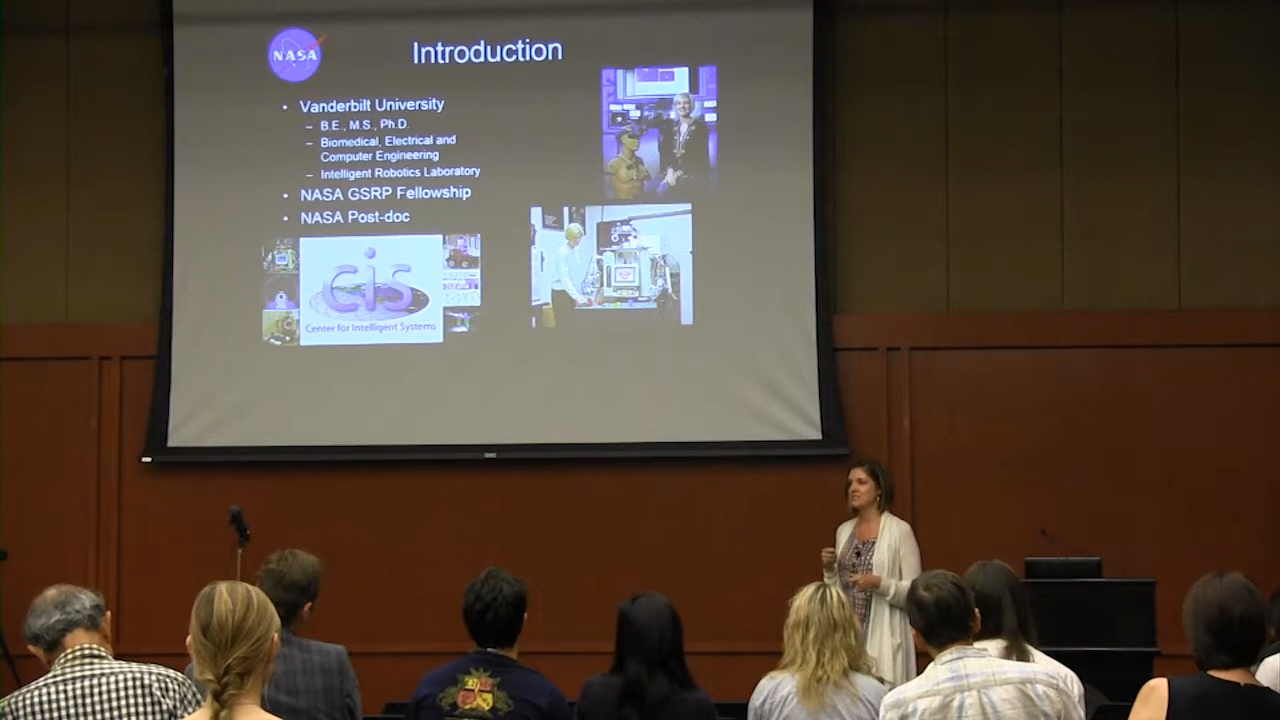 NASA
Introduction
• Vanderbilt University
– B.E., M.S., Ph.D.
– Biomedical, Electrical and
Computer Engineering
– Intelligent Robotics Laboratory
• NASA GSRP Fellowship
• NASA Post-doc
cis
Center for Intelligent Systems